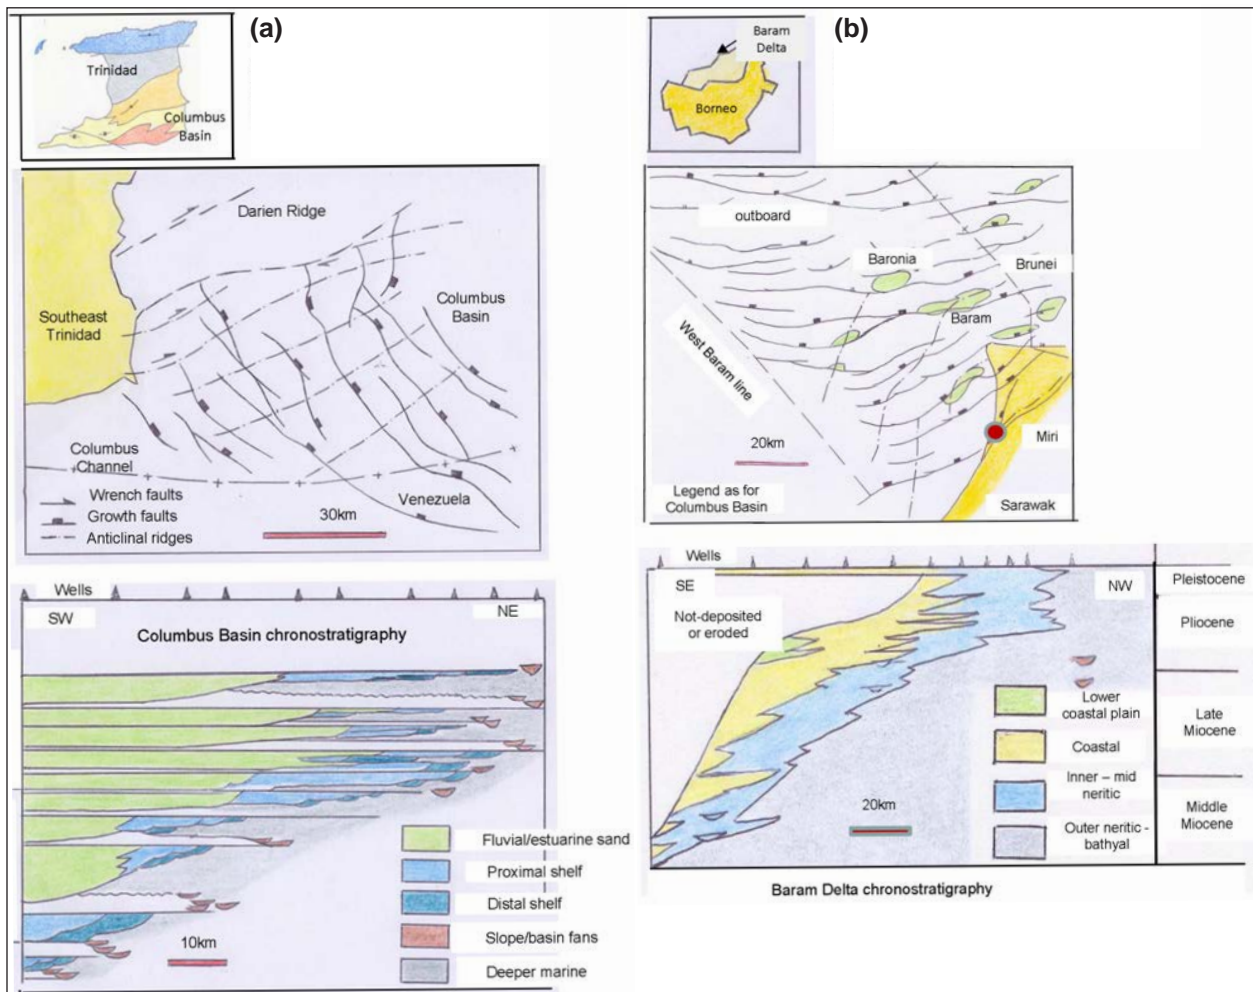 (a)
Trinidad
Columbus
Basin
Darien Ridge
Southeast
Trinidad
Columbus
Basin
Columbus
Channel
Venezuela
Wrench faults
Growth faults
Anticlinal ridges
30km
Wells
SW
NE
Columbus Basin chronostratigraphy
Fluvial/estuarine sand
Proximal shelf
Distal shelf
Slope/basin fans
Deeper marine
10km
(b)
Baram
Delta
Borneo
outboard
Baronia
Brunei
Baram
West Baram line
20km
Miri
Legend as for
Columbus Basin
Sarawak
Wells
SE
NW
Not-deposited
or eroded
Pleistocene
Pliocene
Late
Miocene
Middle
Miocene
Lower
coastal plain
Coastal
Inner – mid
neritic
Outer neritic -
bathyal
20km
Baram Delta chronostratigraphy